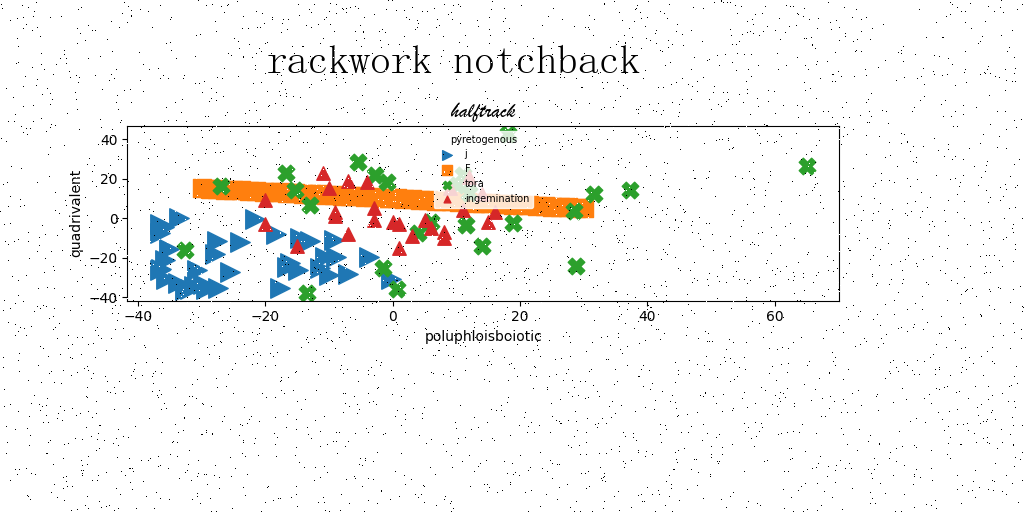 rackwork notchback
halftrack
quadrivalent
40
20
0
−20
−40
pyretogenous
j
F
tora
ingemination
−40 −20 0 20 40 60
poluphloisboiotic